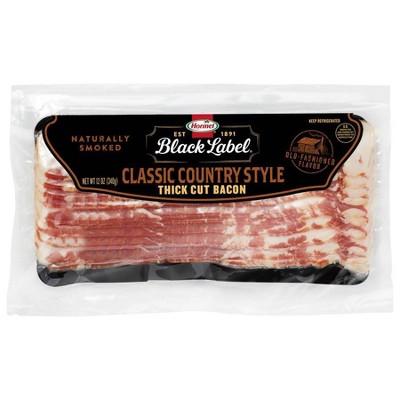 Hormel
EST 1891
Black Label®
NATURALLY
SMOKED
CLASSIC COUNTRY STYLE
THICK CUT BACON
NET WT 12 OZ (340g)
KEEP REFRIGERATED
OLD-FASHIONED
FLAVOR